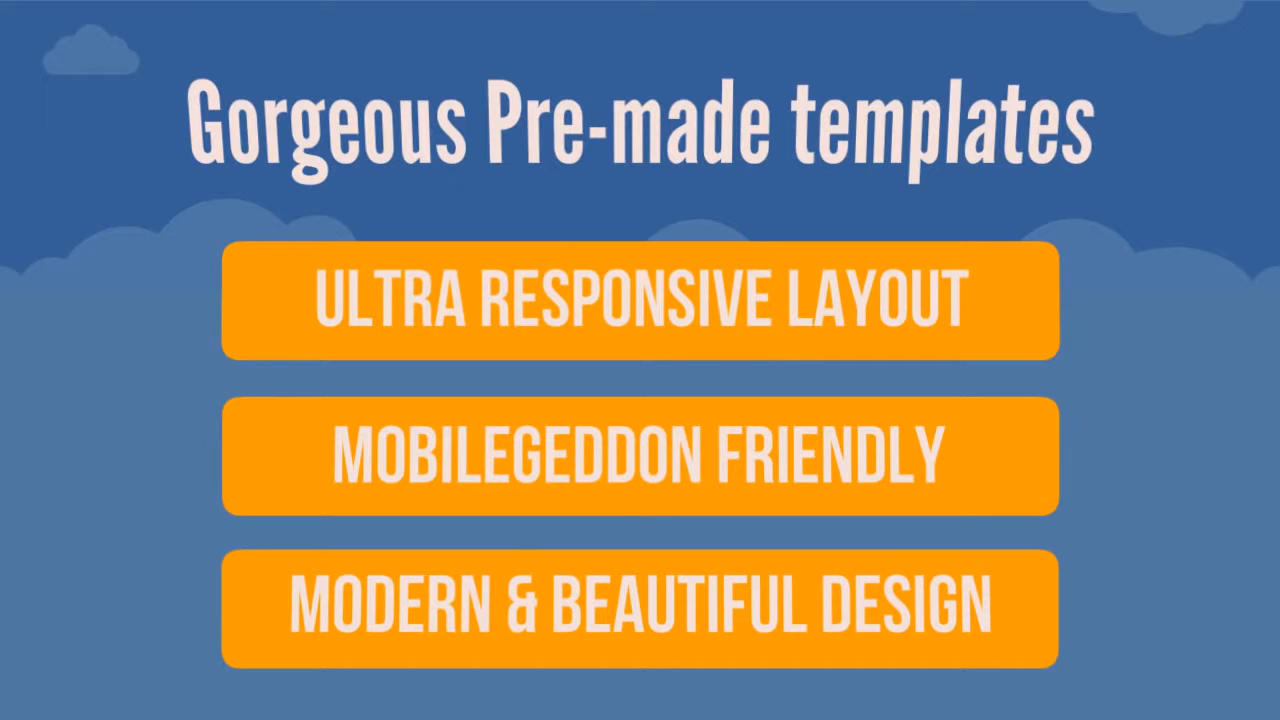 Gorgeous Pre-made templates
ULTRA RESPONSIVE LAYOUT
MOBILEGEDDON FRIENDLY
MODERN & BEAUTIFUL DESIGN